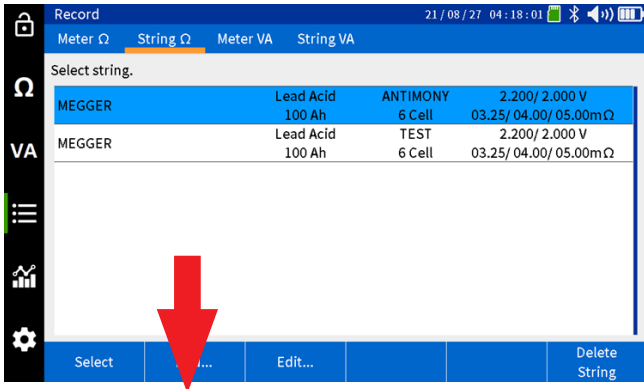 Record 21/08/27 04:18:01
Meter Ω String Ω Meter VA String VA
Select string.
MEGGER Lead Acid ANTIMONY 2.200/ 2.000 V
100 Ah 6 Cell 03.25/ 04.00/ 05.00mΩ
MEGGER Lead Acid TEST 2.200/ 2.000 V
100 Ah 6 Cell 03.25/ 04.00/ 05.00mΩ
Ω
VA
Select Edit... Delete
String